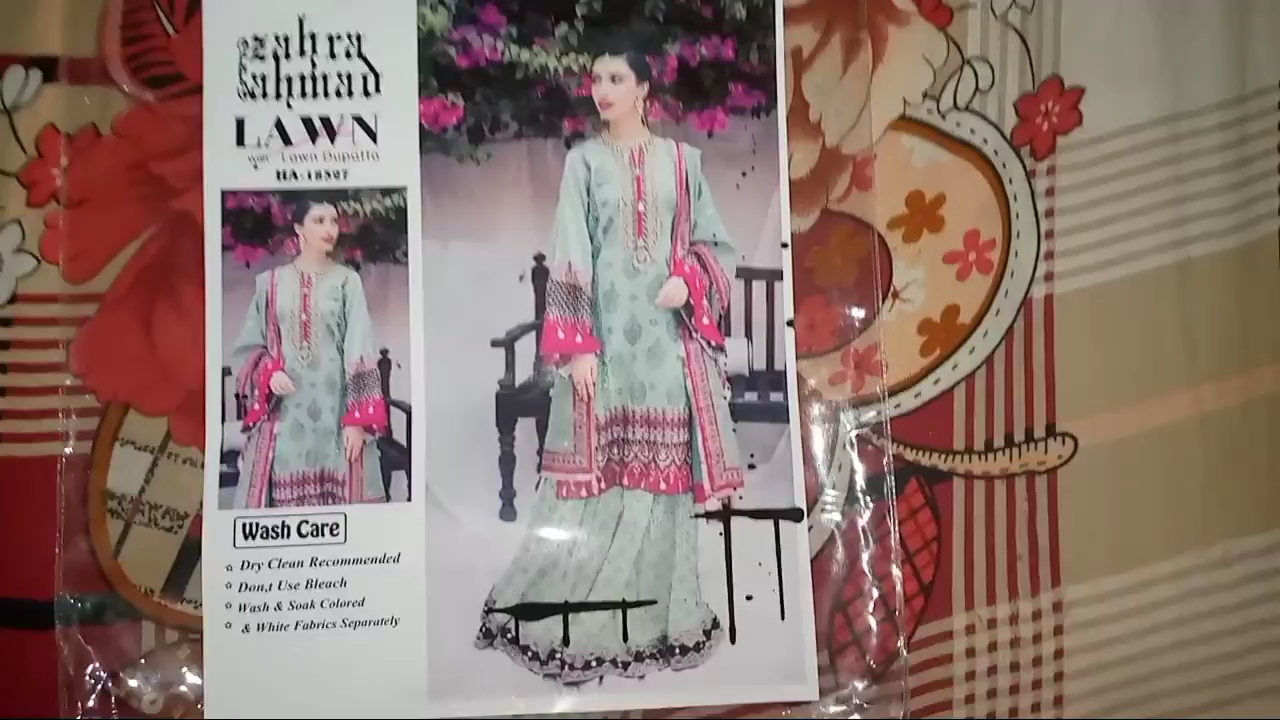 zahra
ahmad
LAWN
Lawn Dupatta
Wash Care
Dry Clean Recommended
Don,t Use Bleach
Wash & Soak Colored
& White Fabrics Separately